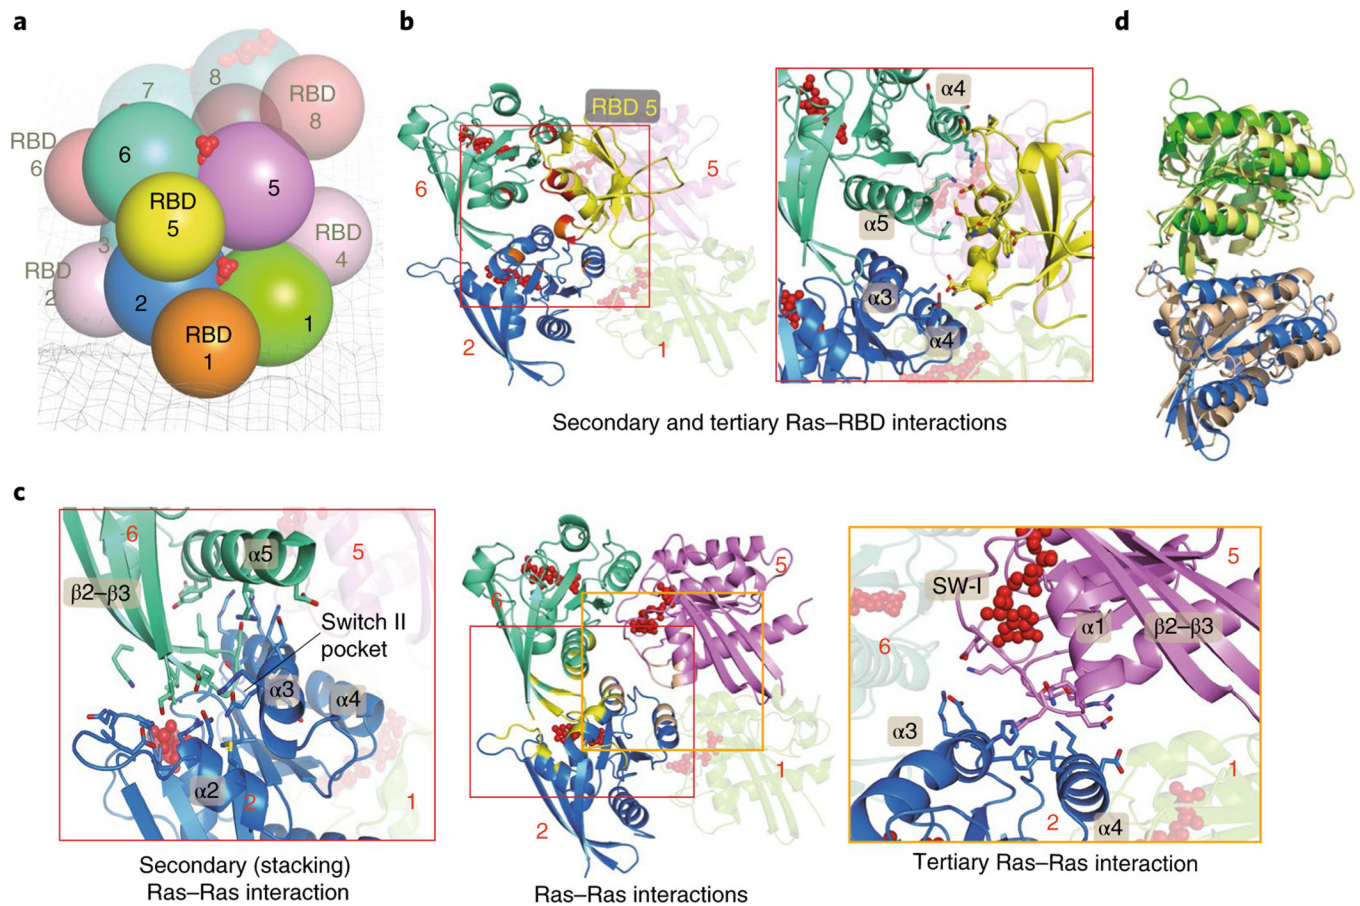 a
7
8
RBD
8
RBD
6
6
5
RBD
5
3
RBD
4
RBD
2
2
1
RBD
1
b
RBD 5
6
5
2
1
α4
α5
α3
α4
Secondary and tertiary Ras–RBD interactions
d
c
6
α5
5
β2–β3
Switch II
pocket
α3
α4
α2
2
1
Secondary (stacking)
Ras–Ras interaction
6
5
1
2
Ras–Ras interactions
5
SW-I
α1
β2–β3
6
α3
1
2
α4
Tertiary Ras–Ras interaction